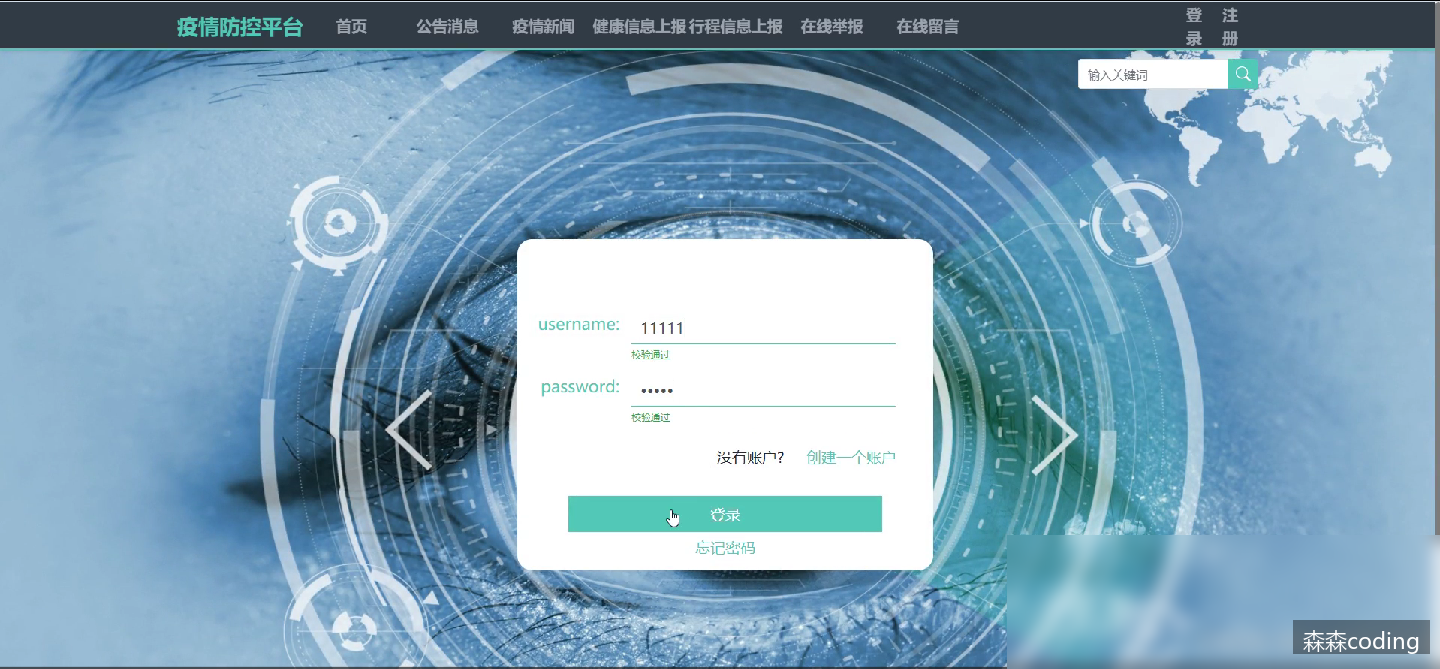 疫情防控平台 首页 公告消息 疫情新闻 健康信息上报 行程信息上报 在线举报 在线留言 登录 注册
输入关键词
username: 11111
校验通过
password: •••••
校验通过
没有账户? 创建一个账户
登录
忘记密码
森森coding